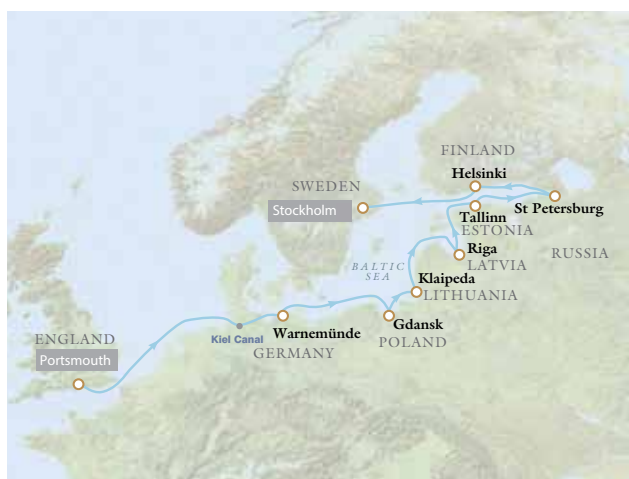 FINLAND
Helsinki
SWEDEN
Stockholm
St Petersburg
Tallinn
ESTONIA
Riga
RUSSIA
LATVIA
BALTIC
SEA
Klaipeda
LITHUANIA
Gdansk
Warnemünde
ENGLAND
Kiel Canal
POLAND
GERMANY
Portsmouth